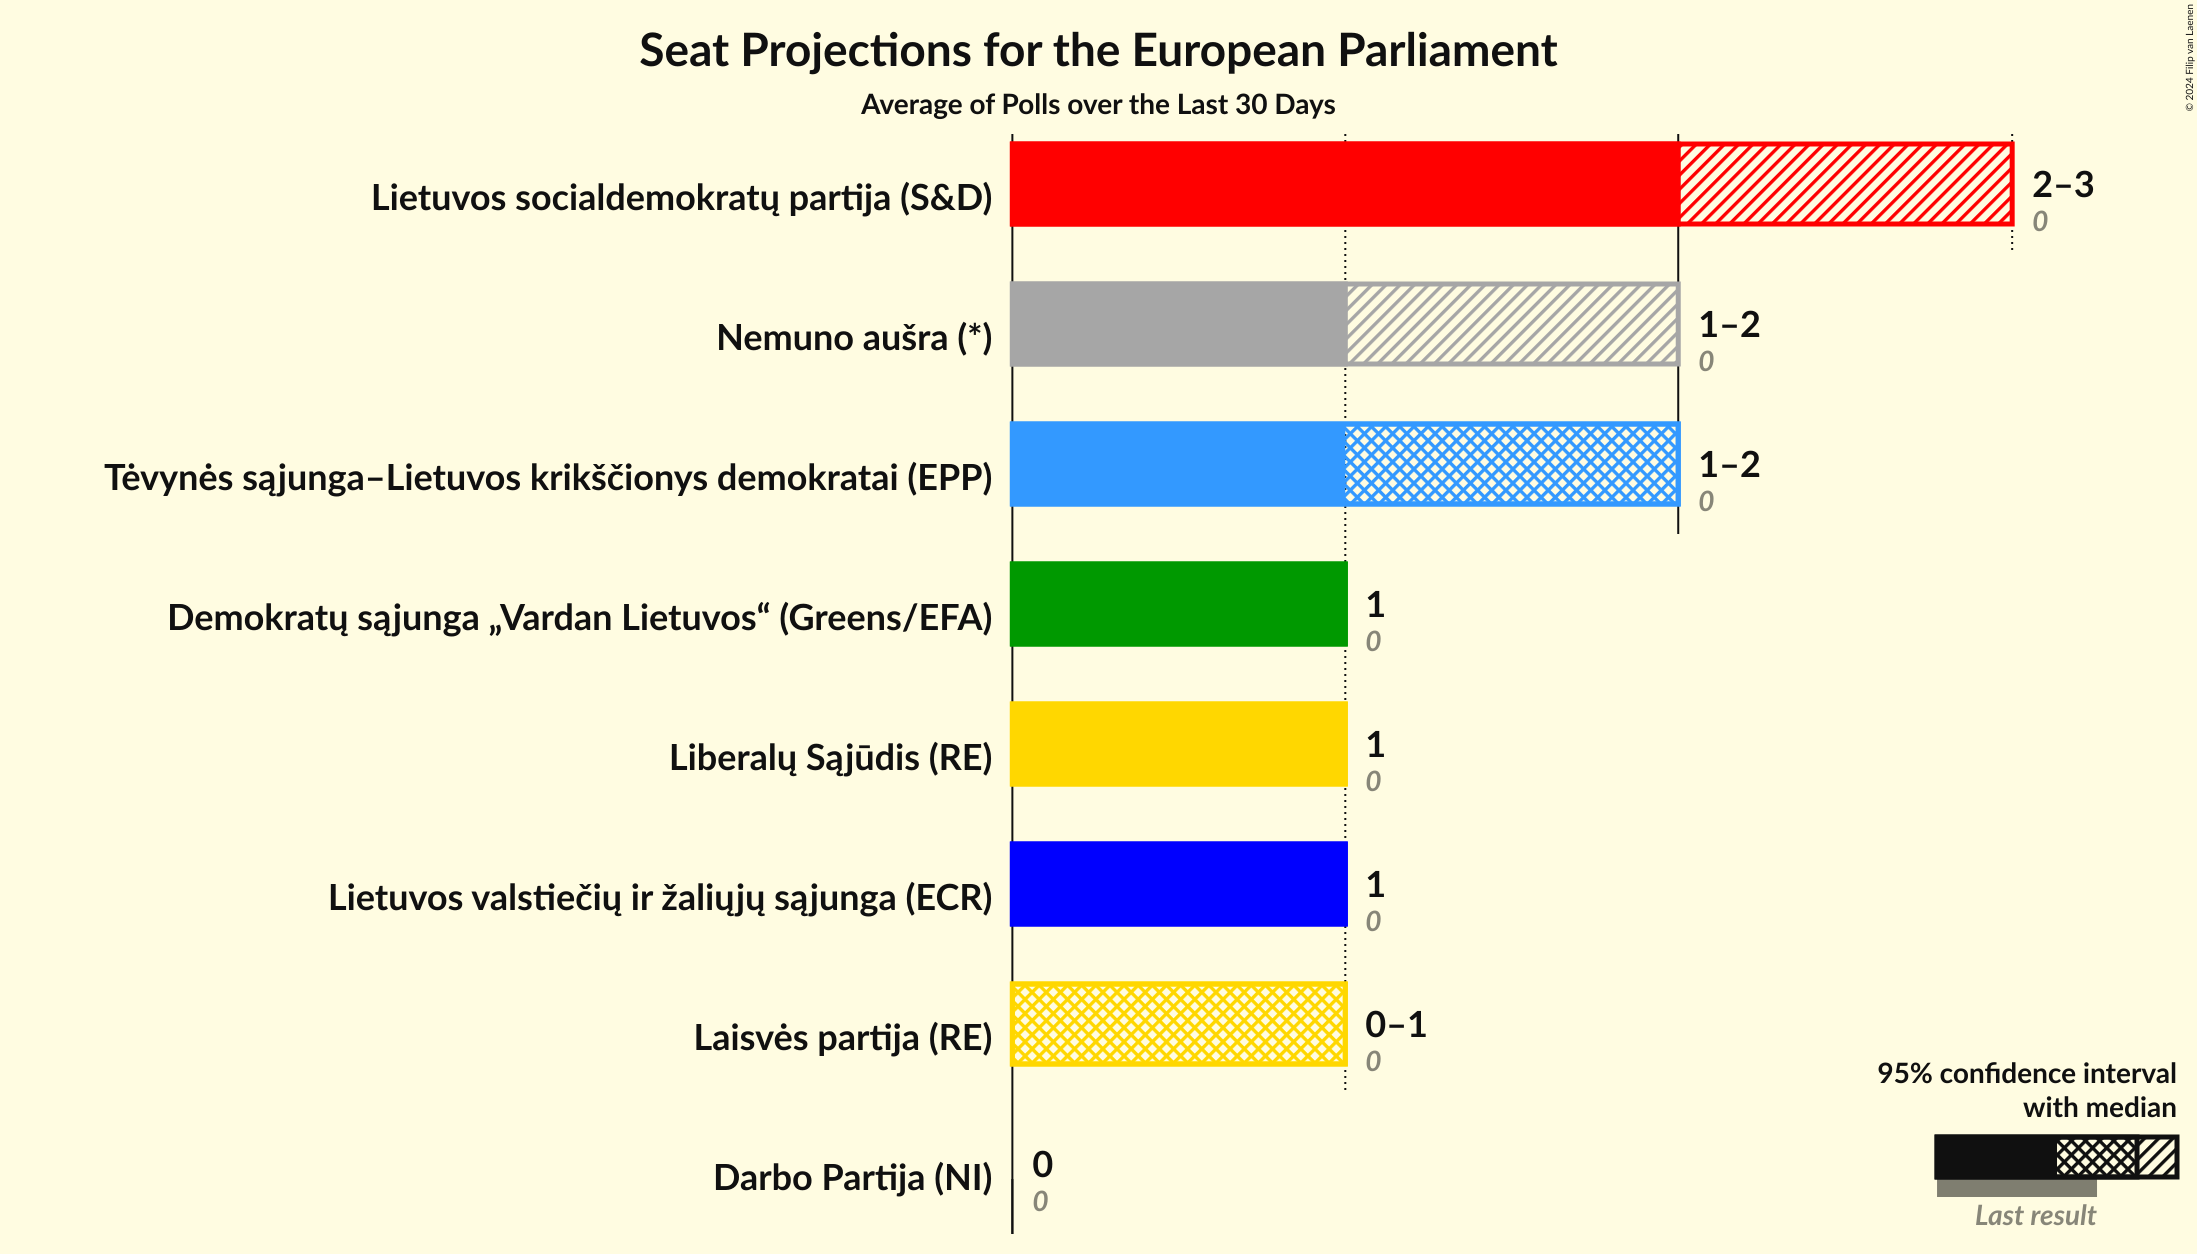 Seat Projections for the European Parliament
Average of Polls over the Last 30 Days
© 2024 Filip van Laenen
Lietuvos socialdemokratų partija (S&D)
2–3
0
Nemuno aušra (*)
1–2
0
Tėvynės sąjunga–Lietuvos krikščionys demokratai (EPP)
1–2
0
Demokratų sąjunga „Vardan Lietuvos“ (Greens/EFA)
1
0
Liberalų Sąjūdis (RE)
1
0
Lietuvos valstiečių ir žaliųjų sąjunga (ECR)
1
0
Laisvės partija (RE)
0–1
0
Darbo Partija (NI)
0
0
95% confidence interval
with median
Last result